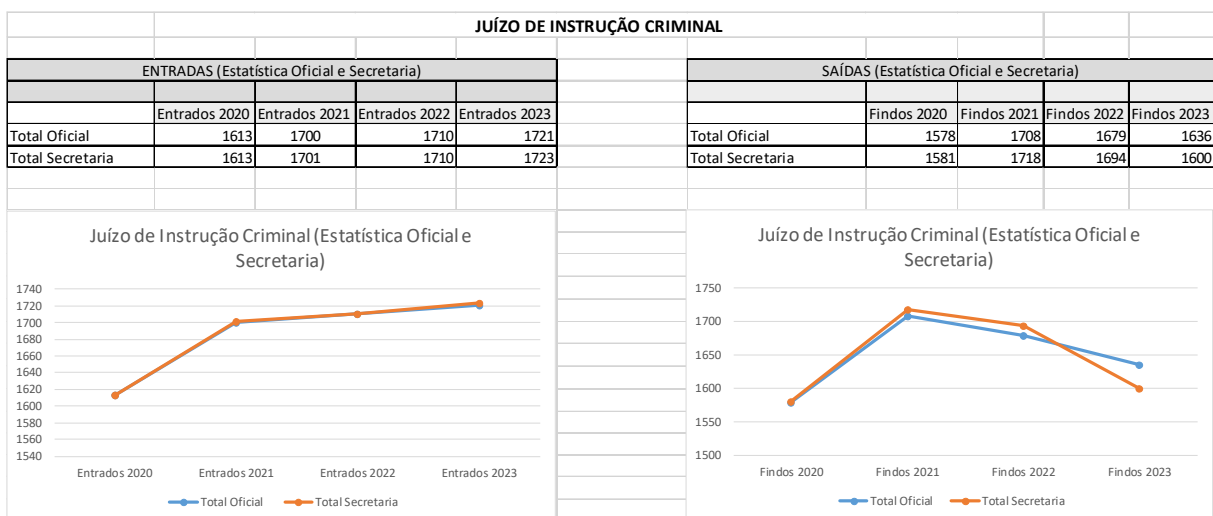 JUÍZO DE INSTRUÇÃO CRIMINAL
ENTRADAS (Estatística Oficial e Secretaria)
Entrados 2020 Entrados 2021 Entrados 2022 Entrados 2023
Total Oficial 1613 1700 1710 1721
Total Secretaria 1613 1701 1710 1723
SAÍDAS (Estatística Oficial e Secretaria)
Findos 2020 Findos 2021 Findos 2022 Findos 2023
Total Oficial 1578 1708 1679 1636
Total Secretaria 1581 1718 1694 1600
Juízo de Instrução Criminal (Estatística Oficial e
Secretaria)
1740
1720
1700
1680
1660
1640
1620
1600
1580
1560
1540
Entrados 2020 Entrados 2021 Entrados 2022 Entrados 2023
Total Oficial Total Secretaria
Juízo de Instrução Criminal (Estatística Oficial e
Secretaria)
1750
1700
1650
1600
1550
1500
Findos 2020 Findos 2021 Findos 2022 Findos 2023
Total Oficial Total Secretaria